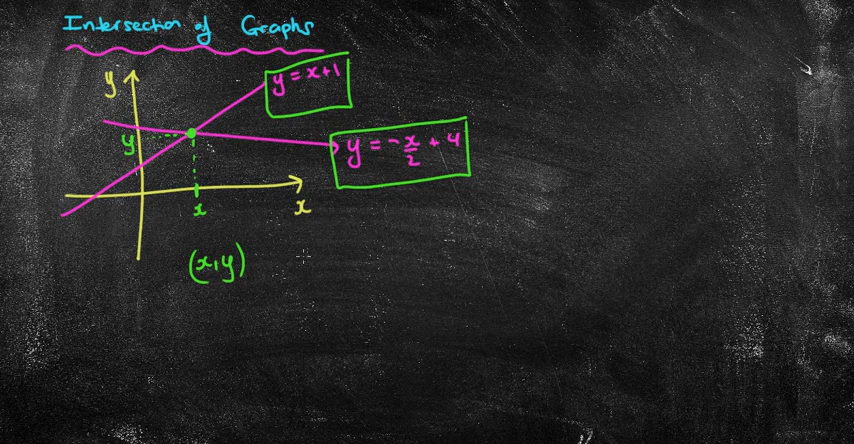 Intersection of Graphs
y
y = x+1
y = -x/2 + 4
y
x
x
(x,y)